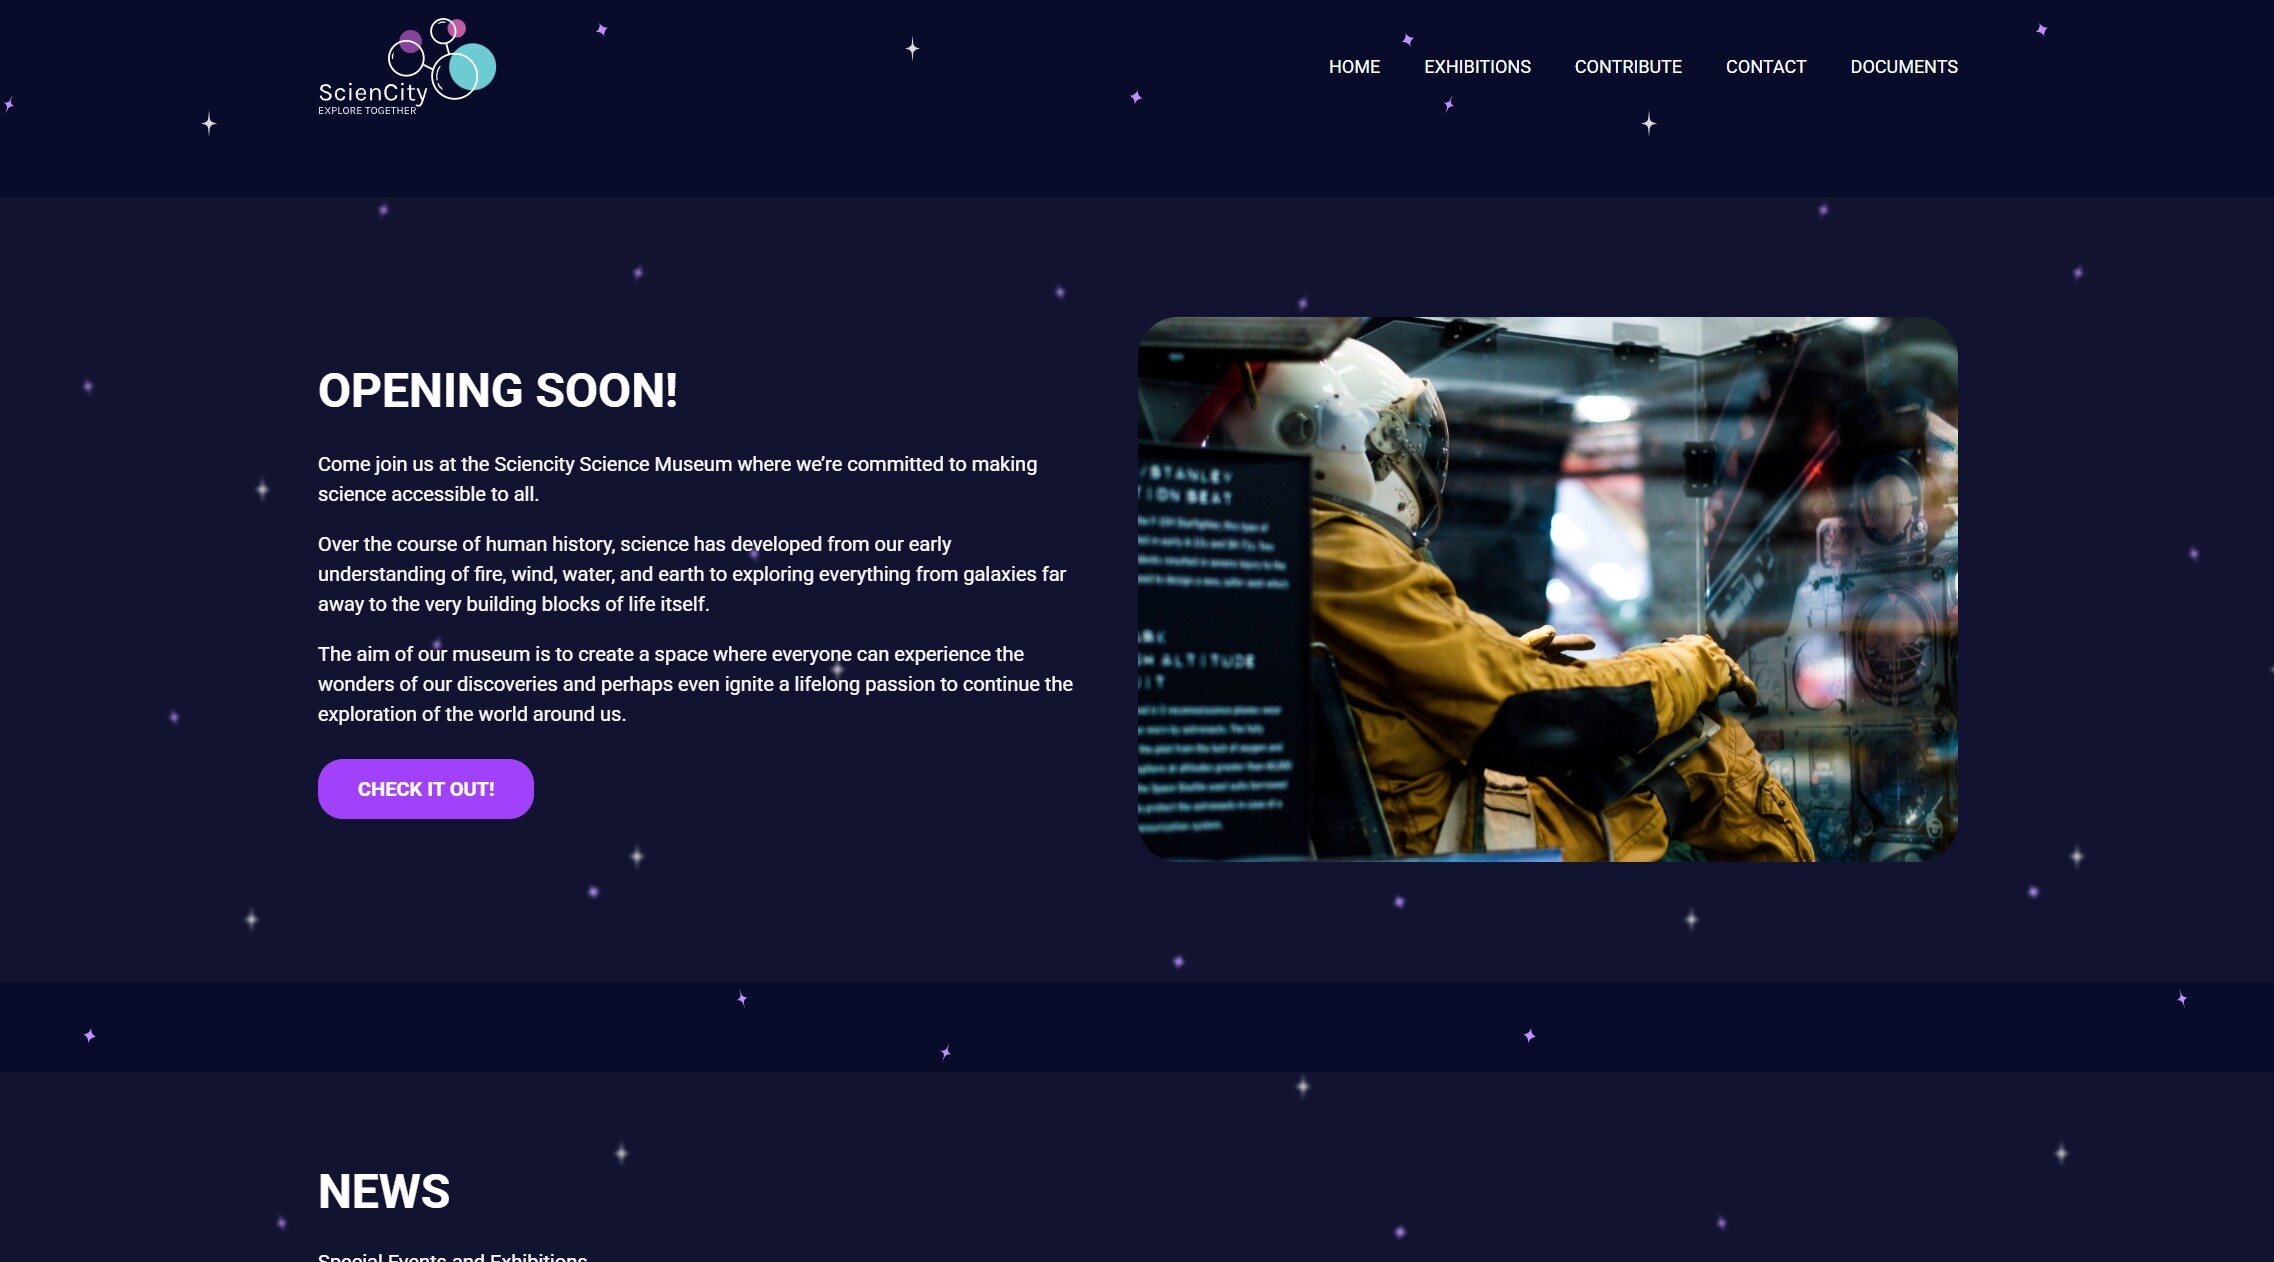 ScienCity
EXPLORE TOGETHER
HOME EXHIBITIONS CONTRIBUTE CONTACT DOCUMENTS
OPENING SOON!
Come join us at the Sciencity Science Museum where we’re committed to making
science accessible to all.
Over the course of human history, science has developed from our early
understanding of fire, wind, water, and earth to exploring everything from galaxies far
away to the very building blocks of life itself.
The aim of our museum is to create a space where everyone can experience the
wonders of our discoveries and perhaps even ignite a lifelong passion to continue the
exploration of the world around us.
CHECK IT OUT!
/STANLEY
SEAT
ALTITUDE
NEWS
Special Events and Exhibitions